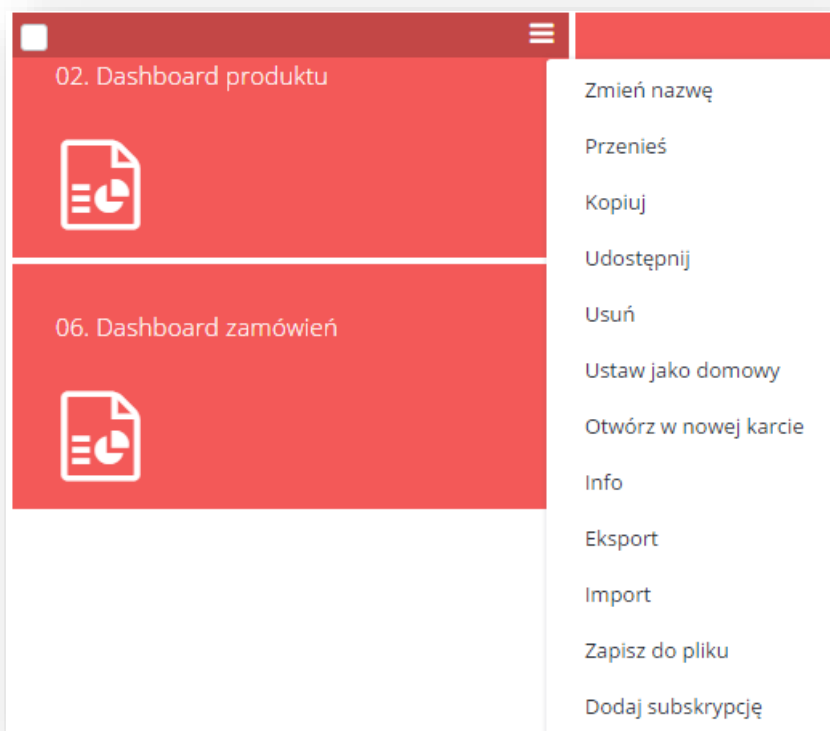 02. Dashboard produktu
06. Dashboard zamówień
Zmień nazwę
Przenieś
Kopiuj
Udostępnij
Usuń
Ustaw jako domowy
Otwórz w nowej karcie
Info
Eksport
Import
Zapisz do pliku
Dodaj subskrypcję